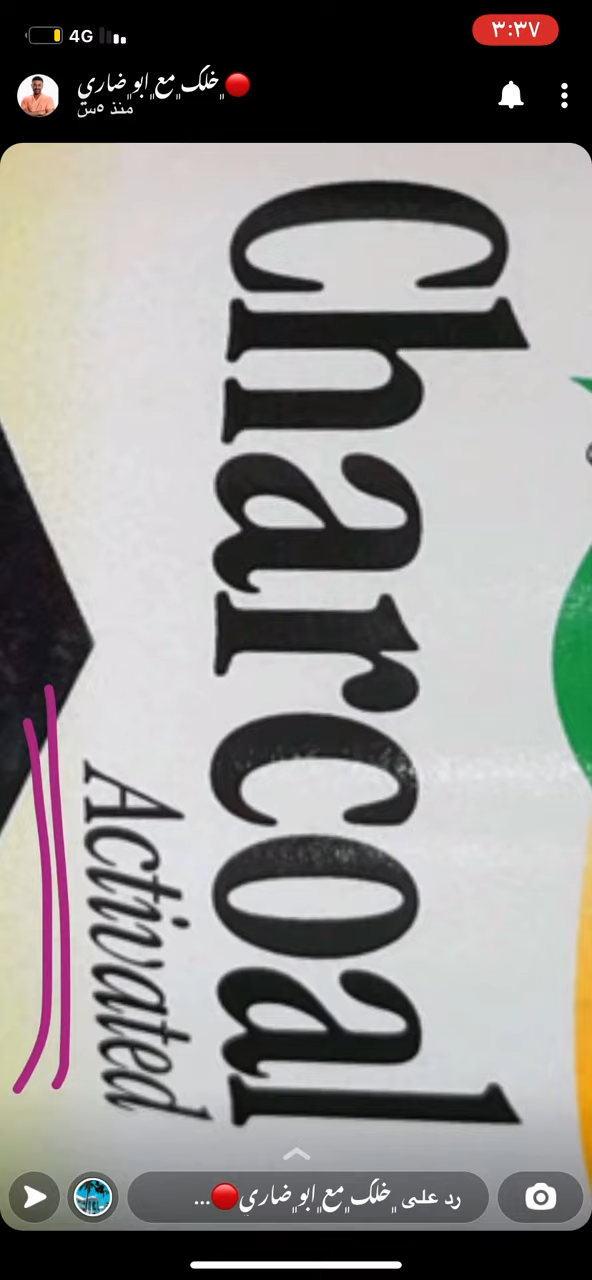 4G
٣:٣٧
خلك مع ابو ضاري🔴
منذ ٥س
Charcoal
Activated
رد على خلك مع ابو ضاري🔴...